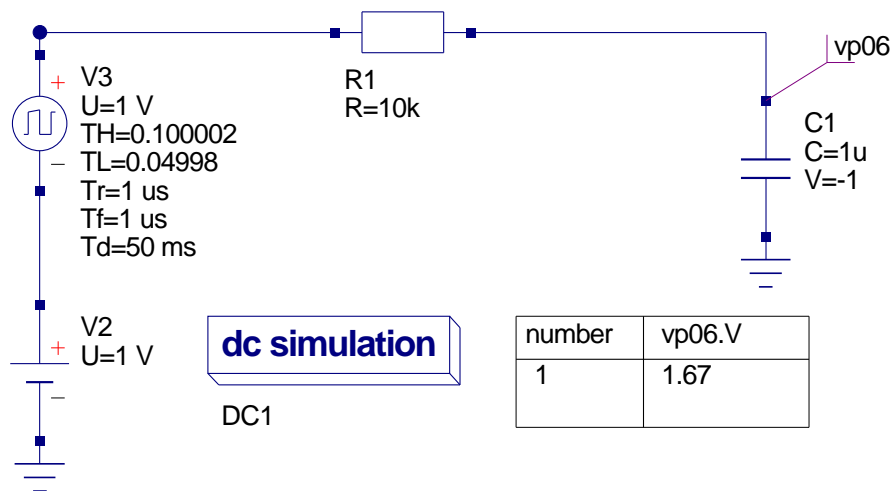 vp06
V3
U=1 V
TH=0.100002
TL=0.04998
Tr=1 us
Tf=1 us
Td=50 ms
R1
R=10k
C1
C=1u
V=-1
V2
U=1 V
dc simulation
DC1
number vp06.V
1 1.67